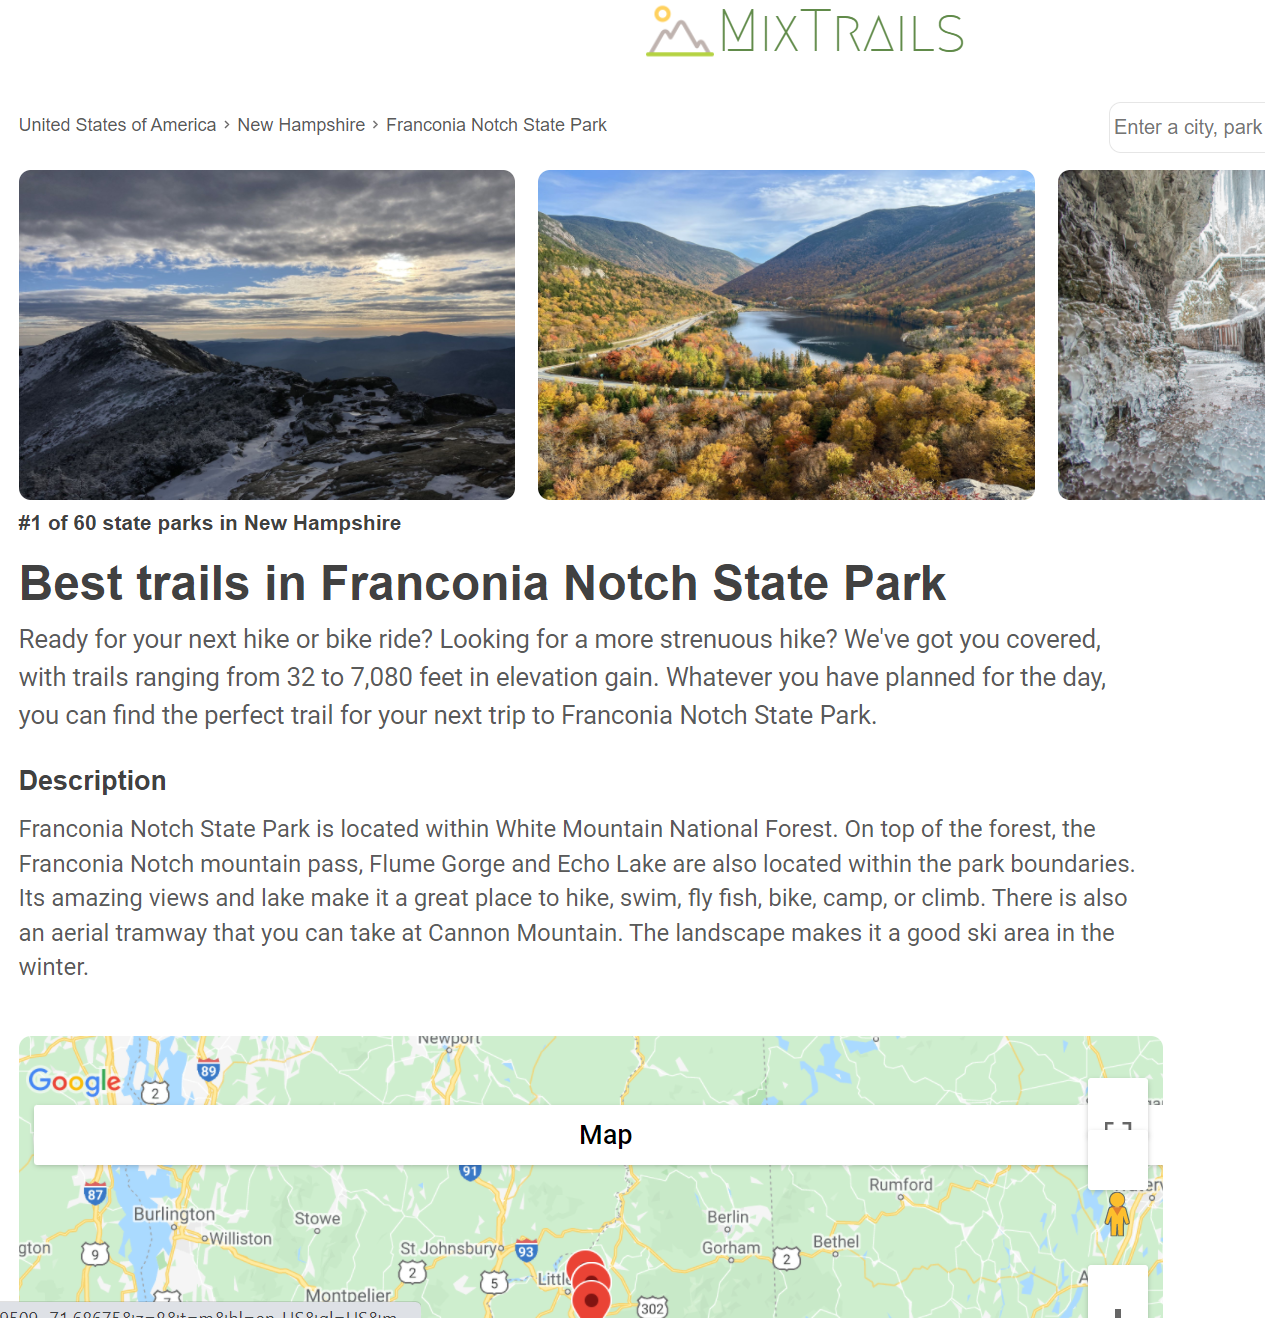 MIXTRAILS
United States of America › New Hampshire › Franconia Notch State Park
Enter a city, park
#1 of 60 state parks in New Hampshire
Best trails in Franconia Notch State Park
Ready for your next hike or bike ride? Looking for a more strenuous hike? We've got you covered,
with trails ranging from 32 to 7,080 feet in elevation gain. Whatever you have planned for the day,
you can find the perfect trail for your next trip to Franconia Notch State Park.
Description
Franconia Notch State Park is located within White Mountain National Forest. On top of the forest, the
Franconia Notch mountain pass, Flume Gorge and Echo Lake are also located within the park boundaries.
Its amazing views and lake make it a great place to hike, swim, fly fish, bike, camp, or climb. There is also
an aerial tramway that you can take at Cannon Mountain. The landscape makes it a good ski area in the
winter.
Newport
89
Google
2
Map
91
87
Rumford
Burlington
Stowe
Berlin
Williston
gton
9
St Johnsbury
93
Gorham
2
Bethel
2
5
Littl
Montpelier
302